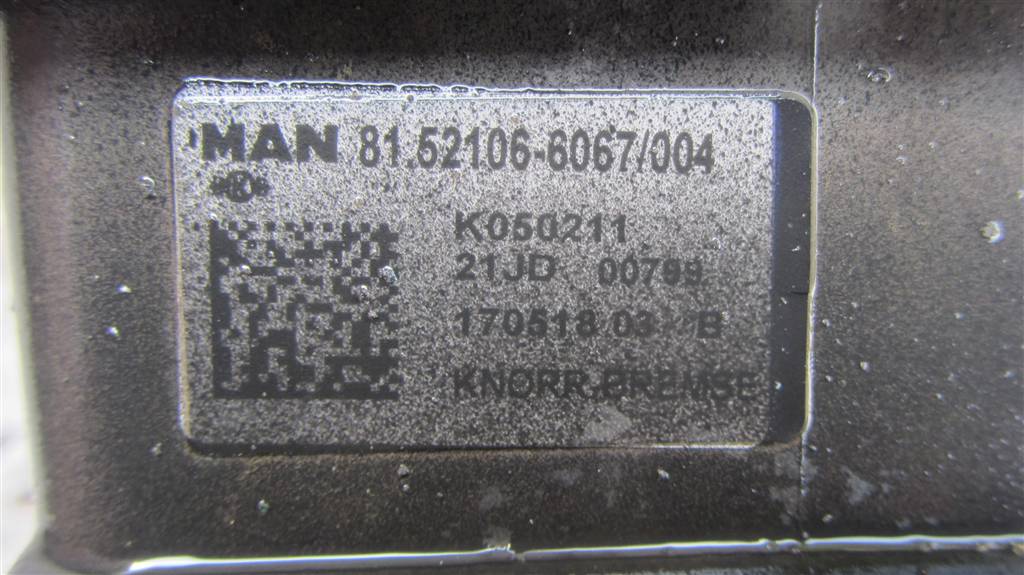 MAN 81.52106-6067/004
K050211
21JD 00799
170518 03 B
KNORR.BREMSE